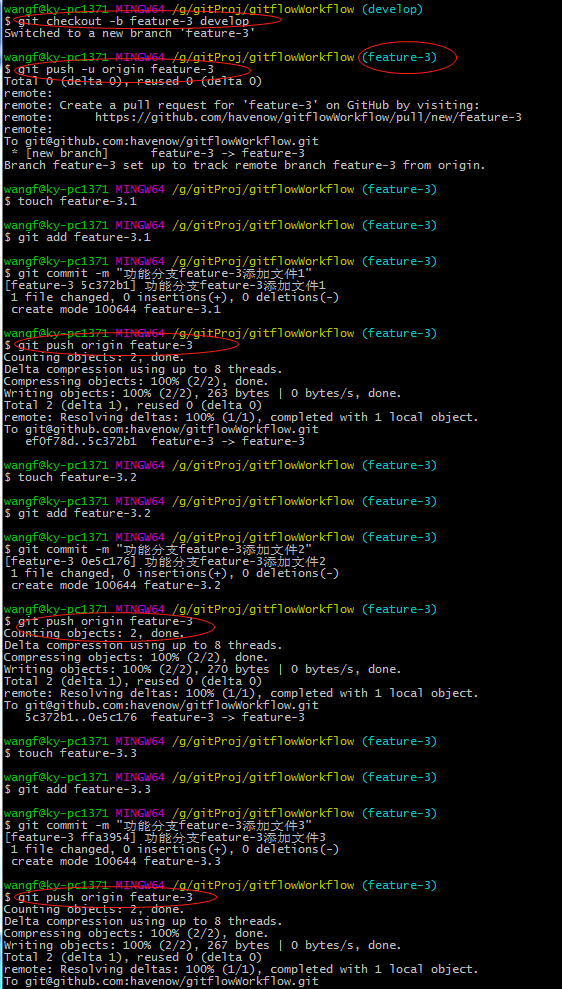 wangf@ky-pc1371 MINGW64 /g/gitProj/gitflowWorkflow (develop)
$ git checkout -b feature-3 develop
Switched to a new branch 'feature-3'
wangf@ky-pc1371 MINGW64 /g/gitProj/gitflowWorkflow (feature-3)
$ git push -u origin feature-3
Total 0 (delta 0), reused 0 (delta 0)
remote:
remote: Create a pull request for 'feature-3' on GitHub by visiting:
remote:      https://github.com/havenow/gitflowWorkflow/pull/new/feature-3
remote:
To git@github.com:havenow/gitflowWorkflow.git
 * [new branch]      feature-3 -> feature-3
Branch feature-3 set up to track remote branch feature-3 from origin.
wangf@ky-pc1371 MINGW64 /g/gitProj/gitflowWorkflow (feature-3)
$ touch feature-3.1
wangf@ky-pc1371 MINGW64 /g/gitProj/gitflowWorkflow (feature-3)
$ git add feature-3.1
wangf@ky-pc1371 MINGW64 /g/gitProj/gitflowWorkflow (feature-3)
$ git commit -m "功能分支feature-3添加文件1"
[feature-3 5c372b1] 功能分支feature-3添加文件1
 1 file changed, 0 insertions(+), 0 deletions(-)
 create mode 100644 feature-3.1
wangf@ky-pc1371 MINGW64 /g/gitProj/gitflowWorkflow (feature-3)
$ git push origin feature-3
Counting objects: 2, done.
Delta compression using up to 8 threads.
Compressing objects: 100% (2/2), done.
Writing objects: 100% (2/2), 263 bytes | 0 bytes/s, done.
Total 2 (delta 1), reused 0 (delta 0)
remote: Resolving deltas: 100% (1/1), completed with 1 local object.
To git@github.com:havenow/gitflowWorkflow.git
   ef0f78d..5c372b1  feature-3 -> feature-3
wangf@ky-pc1371 MINGW64 /g/gitProj/gitflowWorkflow (feature-3)
$ touch feature-3.2
wangf@ky-pc1371 MINGW64 /g/gitProj/gitflowWorkflow (feature-3)
$ git add feature-3.2
wangf@ky-pc1371 MINGW64 /g/gitProj/gitflowWorkflow (feature-3)
$ git commit -m "功能分支feature-3添加文件2"
[feature-3 0e5c176] 功能分支feature-3添加文件2
 1 file changed, 0 insertions(+), 0 deletions(-)
 create mode 100644 feature-3.2
wangf@ky-pc1371 MINGW64 /g/gitProj/gitflowWorkflow (feature-3)
$ git push origin feature-3
Counting objects: 2, done.
Delta compression using up to 8 threads.
Compressing objects: 100% (2/2), done.
Writing objects: 100% (2/2), 270 bytes | 0 bytes/s, done.
Total 2 (delta 1), reused 0 (delta 0)
remote: Resolving deltas: 100% (1/1), completed with 1 local object.
To git@github.com:havenow/gitflowWorkflow.git
   5c372b1..0e5c176  feature-3 -> feature-3
wangf@ky-pc1371 MINGW64 /g/gitProj/gitflowWorkflow (feature-3)
$ touch feature-3.3
wangf@ky-pc1371 MINGW64 /g/gitProj/gitflowWorkflow (feature-3)
$ git add feature-3.3
wangf@ky-pc1371 MINGW64 /g/gitProj/gitflowWorkflow (feature-3)
$ git commit -m "功能分支feature-3添加文件3"
[feature-3 ffa3954] 功能分支feature-3添加文件3
 1 file changed, 0 insertions(+), 0 deletions(-)
 create mode 100644 feature-3.3
wangf@ky-pc1371 MINGW64 /g/gitProj/gitflowWorkflow (feature-3)
$ git push origin feature-3
Counting objects: 2, done.
Delta compression using up to 8 threads.
Compressing objects: 100% (2/2), done.
Writing objects: 100% (2/2), 267 bytes | 0 bytes/s, done.
Total 2 (delta 1), reused 0 (delta 0)
remote: Resolving deltas: 100% (1/1), completed with 1 local object.
To git@github.com:havenow/gitflowWorkflow.git